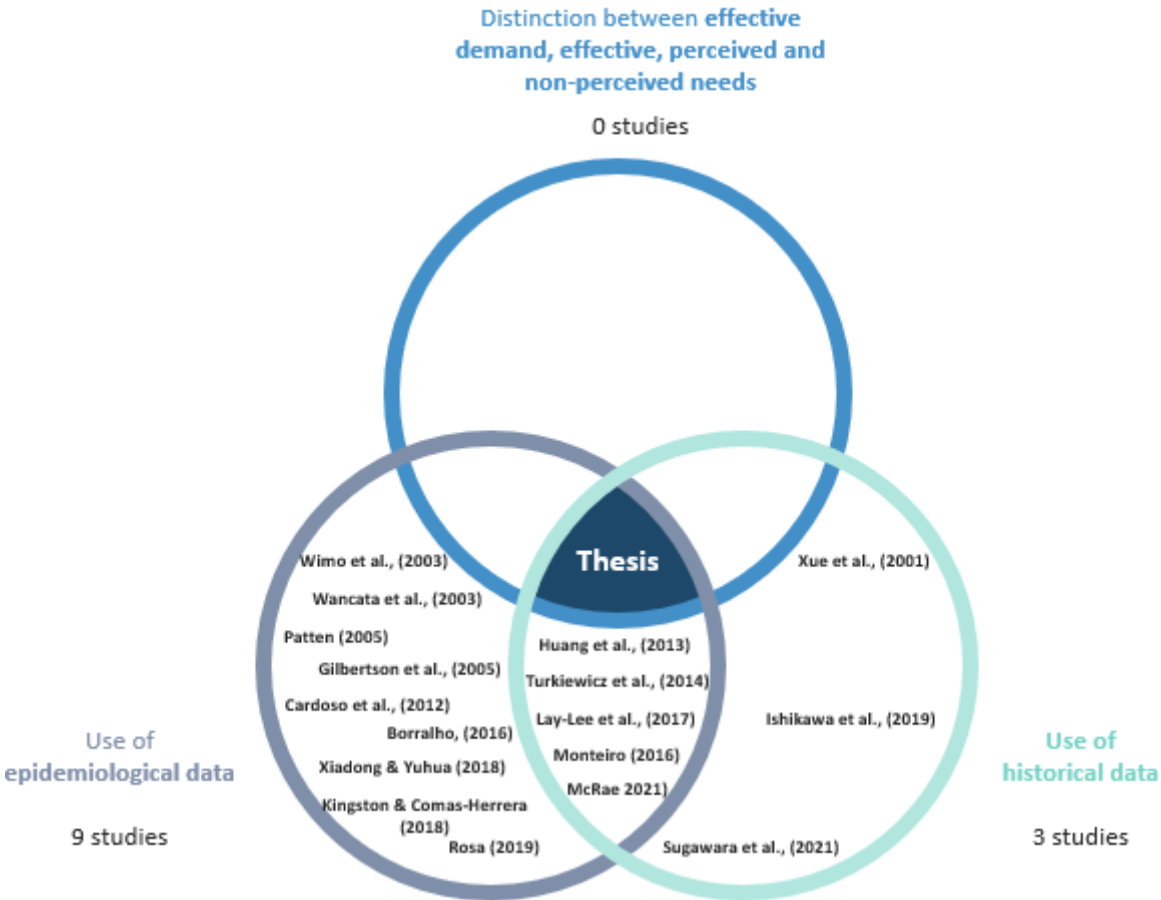 Distinction between effective
demand, effective, perceived and
non-perceived needs
0 studies
Thesis
Wimo et al., (2003)
Wancata et al., (2003)
Patten (2005)
Gilbertson et al., (2005)
Cardoso et al., (2012)
Borralho, (2016)
Xiadong & Yuhua (2018)
Kingston & Comas-Herrera
(2018)
Rosa (2019)
Huang et al., (2013)
Turkiewicz et al., (2014)
Lay-Lee et al., (2017)
Monteiro (2016)
McRae 2021)
Xue et al., (2001)
Ishikawa et al., (2019)
Sugawara et al., (2021)
Use of
epidemiological data
9 studies
Use of
historical data
3 studies